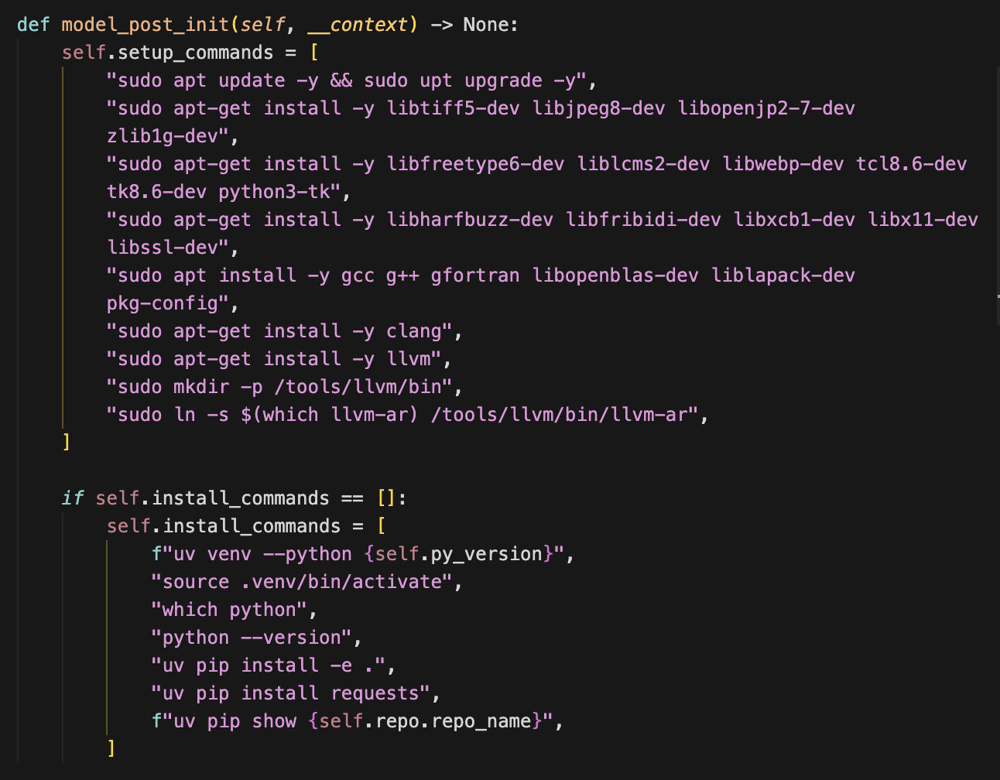 def model_post_init(self, __context) -> None:
    self.setup_commands = [
        "sudo apt update -y && sudo upt upgrade -y",
        "sudo apt-get install -y libtiff5-dev libjpeg8-dev libopenjp2-7-dev
        zlib1g-dev",
        "sudo apt-get install -y libfreetype6-dev liblcms2-dev libwebp-dev tcl8.6-dev
        tk8.6-dev python3-tk",
        "sudo apt-get install -y libharfbuzz-dev libfribidi-dev libxcb1-dev libx11-dev
        libssl-dev",
        "sudo apt install -y gcc g++ gfortran libopenblas-dev liblapack-dev
        pkg-config",
        "sudo apt-get install -y clang",
        "sudo apt-get install -y llvm",
        "sudo mkdir -p /tools/llvm/bin",
        "sudo ln -s $(which llvm-ar) /tools/llvm/bin/llvm-ar",
    ]

    if self.install_commands == []:
        self.install_commands = [
            f"uv venv --python {self.py_version}",
            "source .venv/bin/activate",
            "which python",
            "python --version",
            "uv pip install -e .",
            "uv pip install requests",
            f"uv pip show {self.repo.repo_name}",
        ]